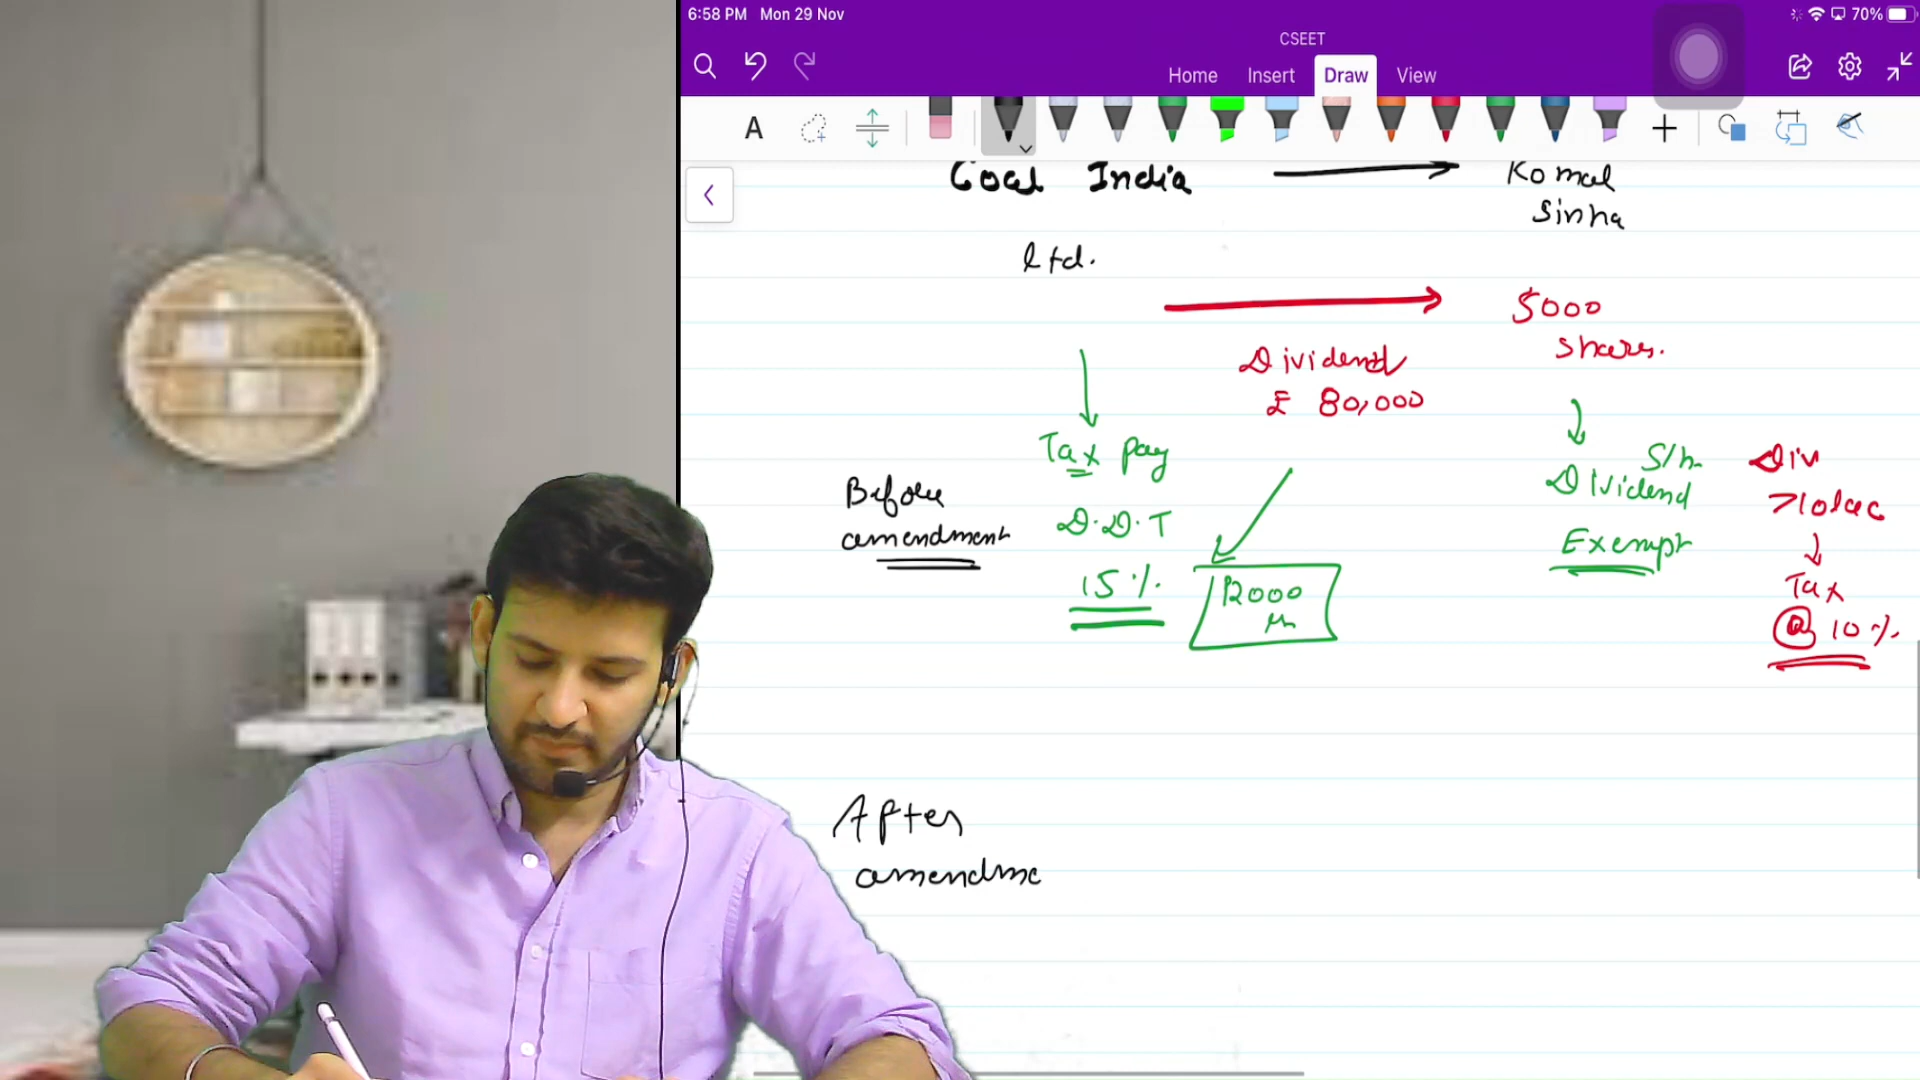 6:58 PM Mon 29 Nov
70%
CSEET
Home Insert Draw View
A
Coal India
Komal
Sinha
ltd.
5000
shares.
Dividend
₹ 80,000
Tax pay
D.D.T
15%
12000
Before
amendment
S/h
Dividend
Exempt
Div
>10lac
Tax
@ 10%
After
amendme